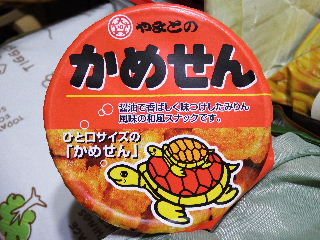 やまとの
かめせん
醤油で香ばしく味つけしたみりん
風味の和風スナックです。
ひと口サイズの
「かめせん」